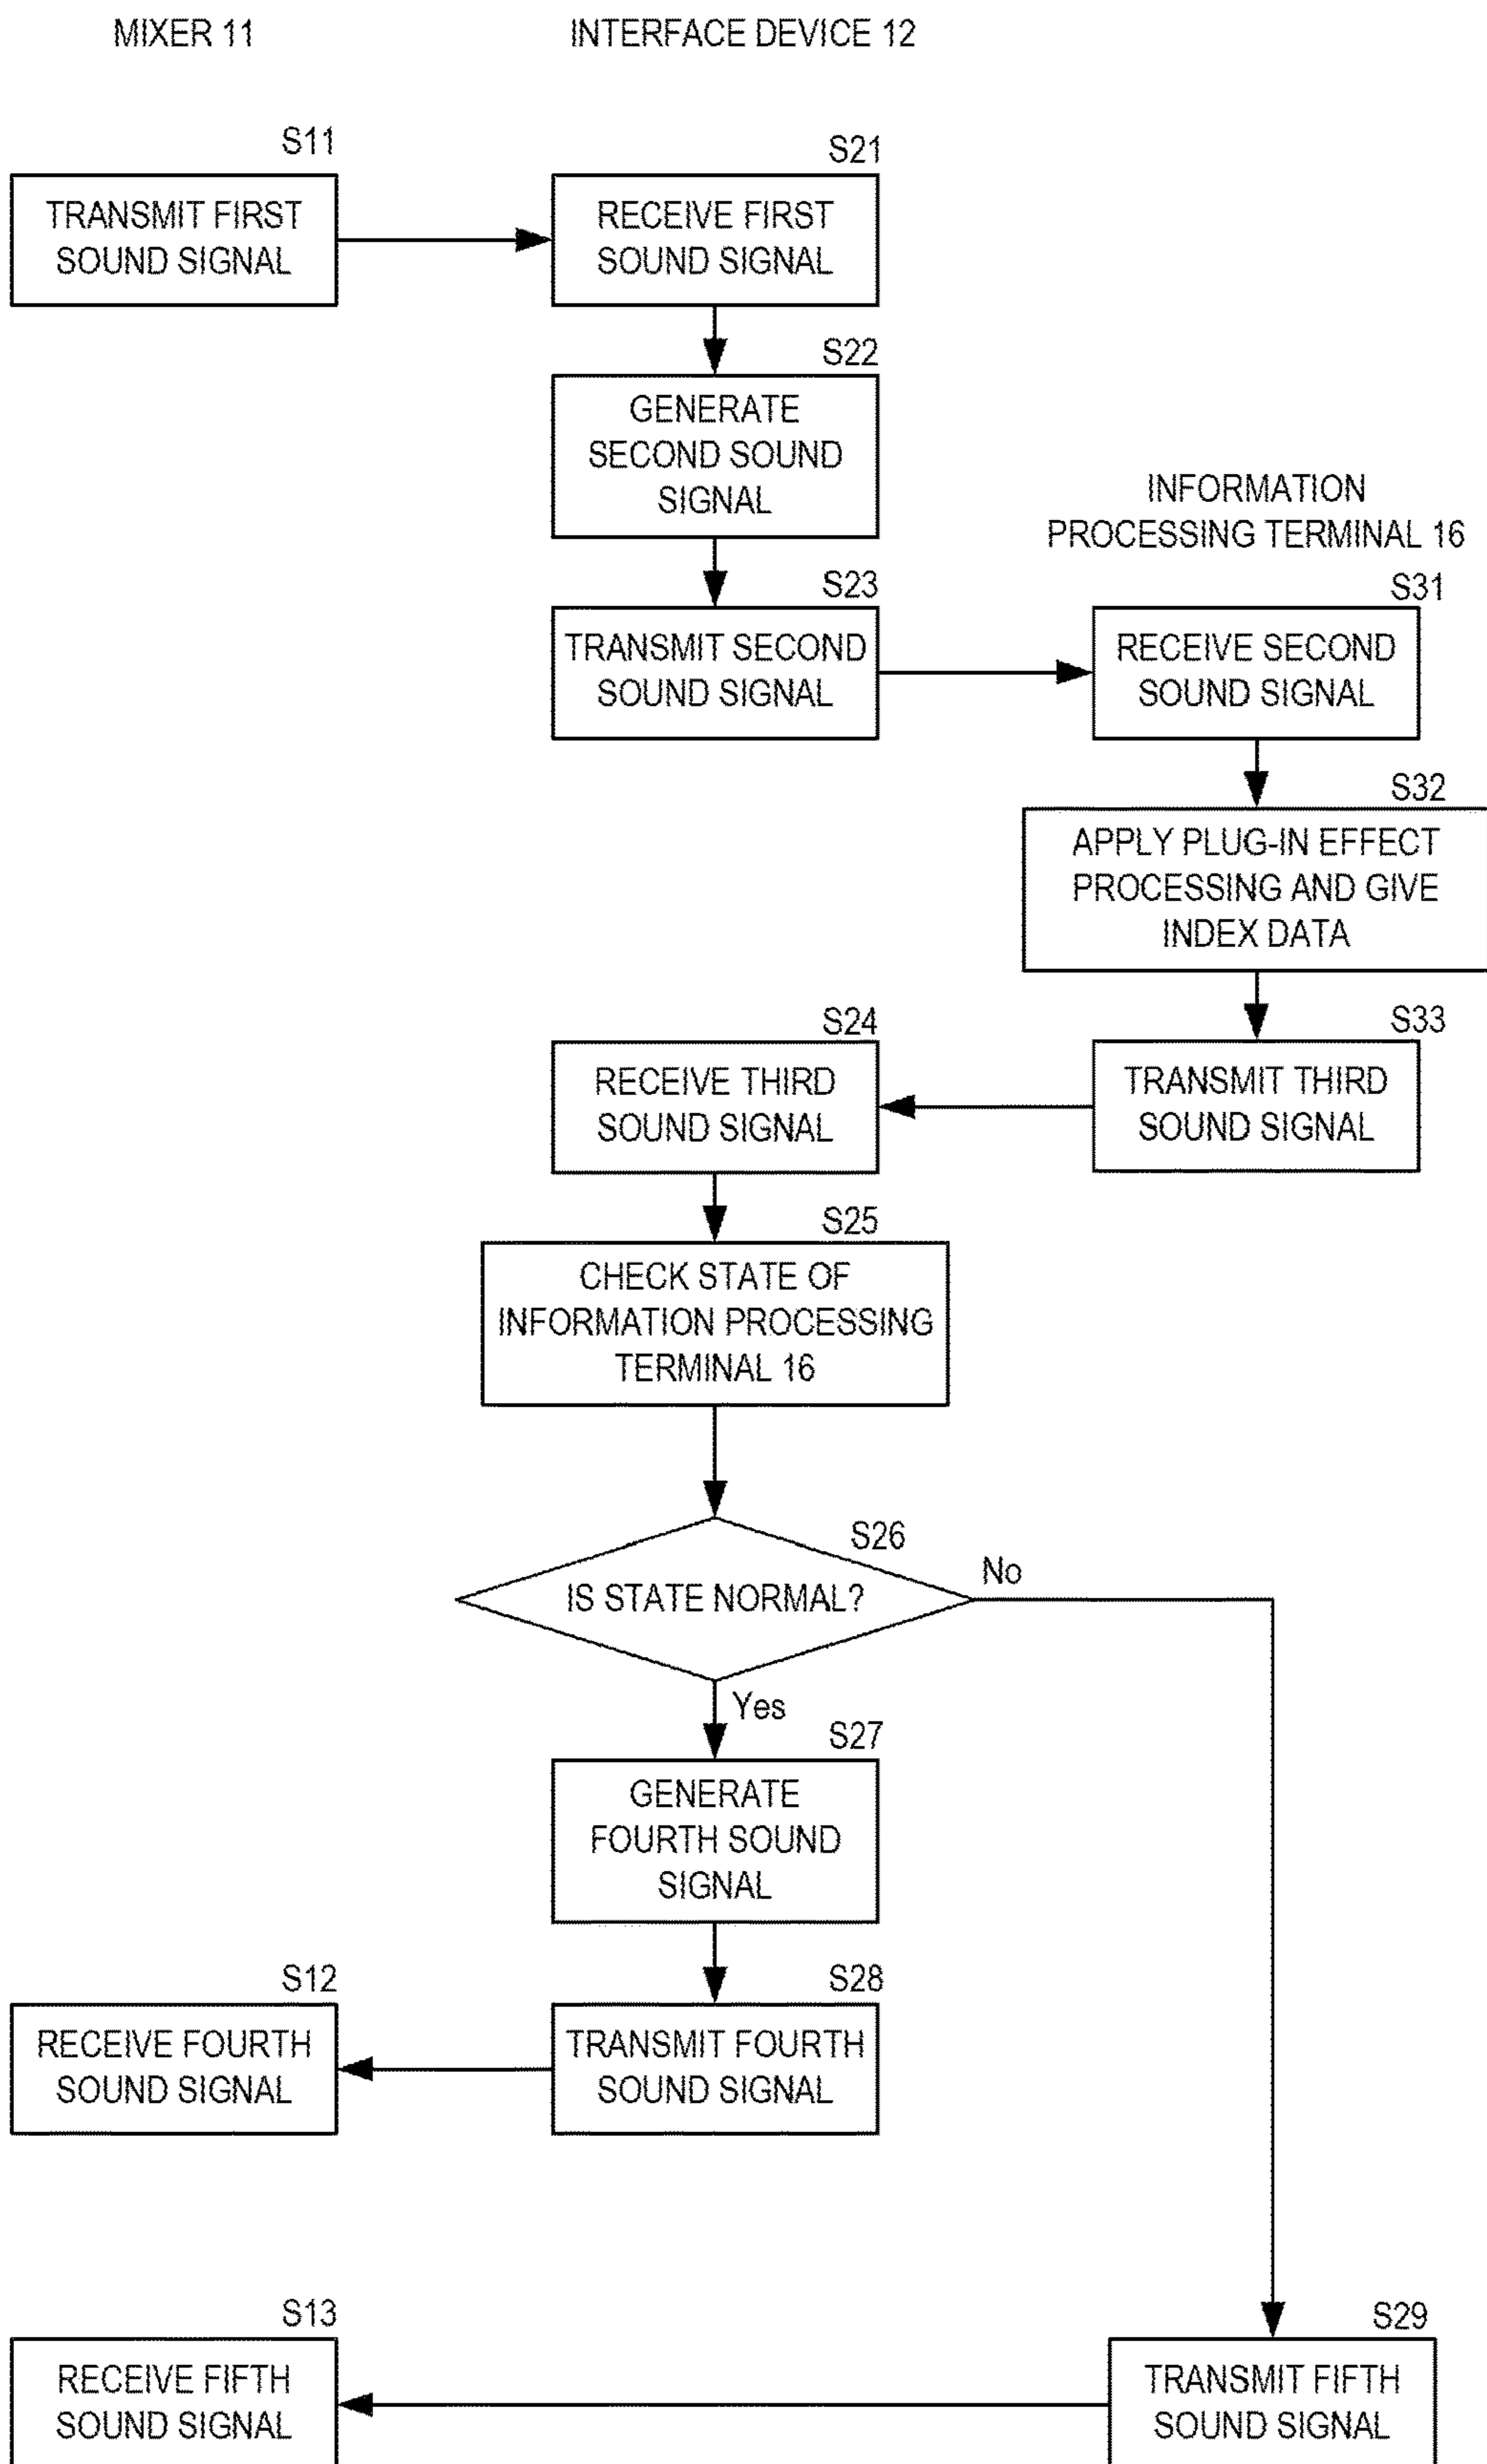 MIXER 11
INTERFACE DEVICE 12
S11
TRANSMIT FIRST
SOUND SIGNAL
S21
RECEIVE FIRST
SOUND SIGNAL
S22
GENERATE
SECOND SOUND
SIGNAL
INFORMATION
PROCESSING TERMINAL 16
S23
TRANSMIT SECOND
SOUND SIGNAL
S31
RECEIVE SECOND
SOUND SIGNAL
S32
APPLY PLUG-IN EFFECT
PROCESSING AND GIVE
INDEX DATA
S33
TRANSMIT THIRD
SOUND SIGNAL
S24
RECEIVE THIRD
SOUND SIGNAL
S25
CHECK STATE OF
INFORMATION PROCESSING
TERMINAL 16
S26
IS STATE NORMAL?
No
Yes
S27
GENERATE
FOURTH SOUND
SIGNAL
S28
TRANSMIT FOURTH
SOUND SIGNAL
S12
RECEIVE FOURTH
SOUND SIGNAL
S29
TRANSMIT FIFTH
SOUND SIGNAL
S13
RECEIVE FIFTH
SOUND SIGNAL